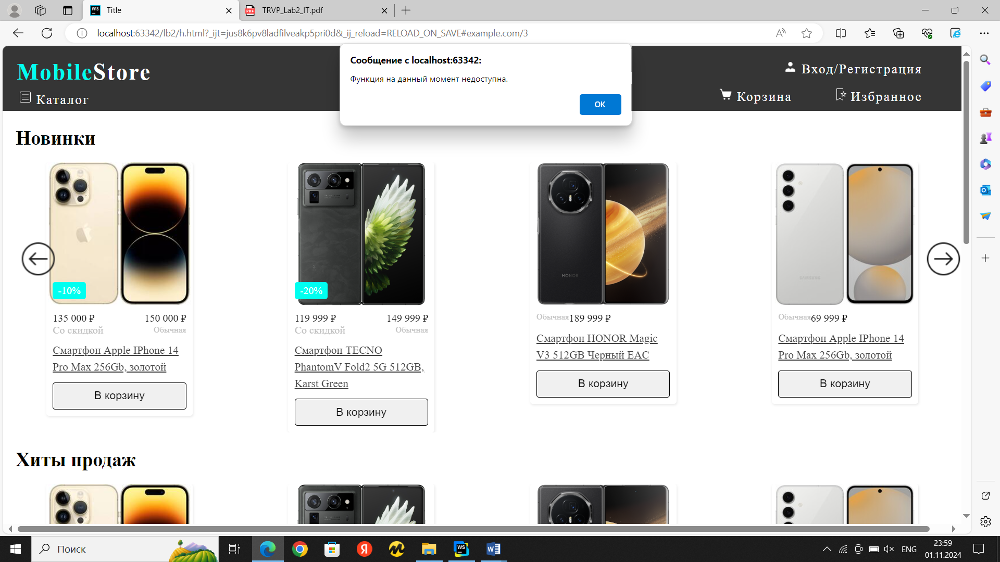 Title
TRVP_Lab2_IT.pdf
localhost:63342/lb2/h.html?_ijt=jus8k6pv8ladfilveakp5pri0d&_ij_reload=RELOAD_ON_SAVE#example.com/3
Сообщение с localhost:63342:
Функция на данный момент недоступна.
OK
MobileStore
Вход/Регистрация
Каталог
Корзина
Избранное
Новинки
HONOR
SAMSUNG
-10%
-20%
135 000 ₽ 150 000 ₽
Со скидкой Обычная
Смартфон Apple IPhone 14
Pro Max 256Gb, золотой
В корзину
119 999 ₽ 149 999 ₽
Со скидкой Обычная
Смартфон TECNO
PhantomV Fold2 5G 512GB,
Karst Green
В корзину
Обычная189 999 ₽
Смартфон HONOR Magic
V3 512GB Черный EAC
В корзину
Обычная69 999 ₽
Смартфон Apple IPhone 14
Pro Max 256Gb, золотой
В корзину
Хиты продаж
Поиск
ENG
23:59
01.11.2024